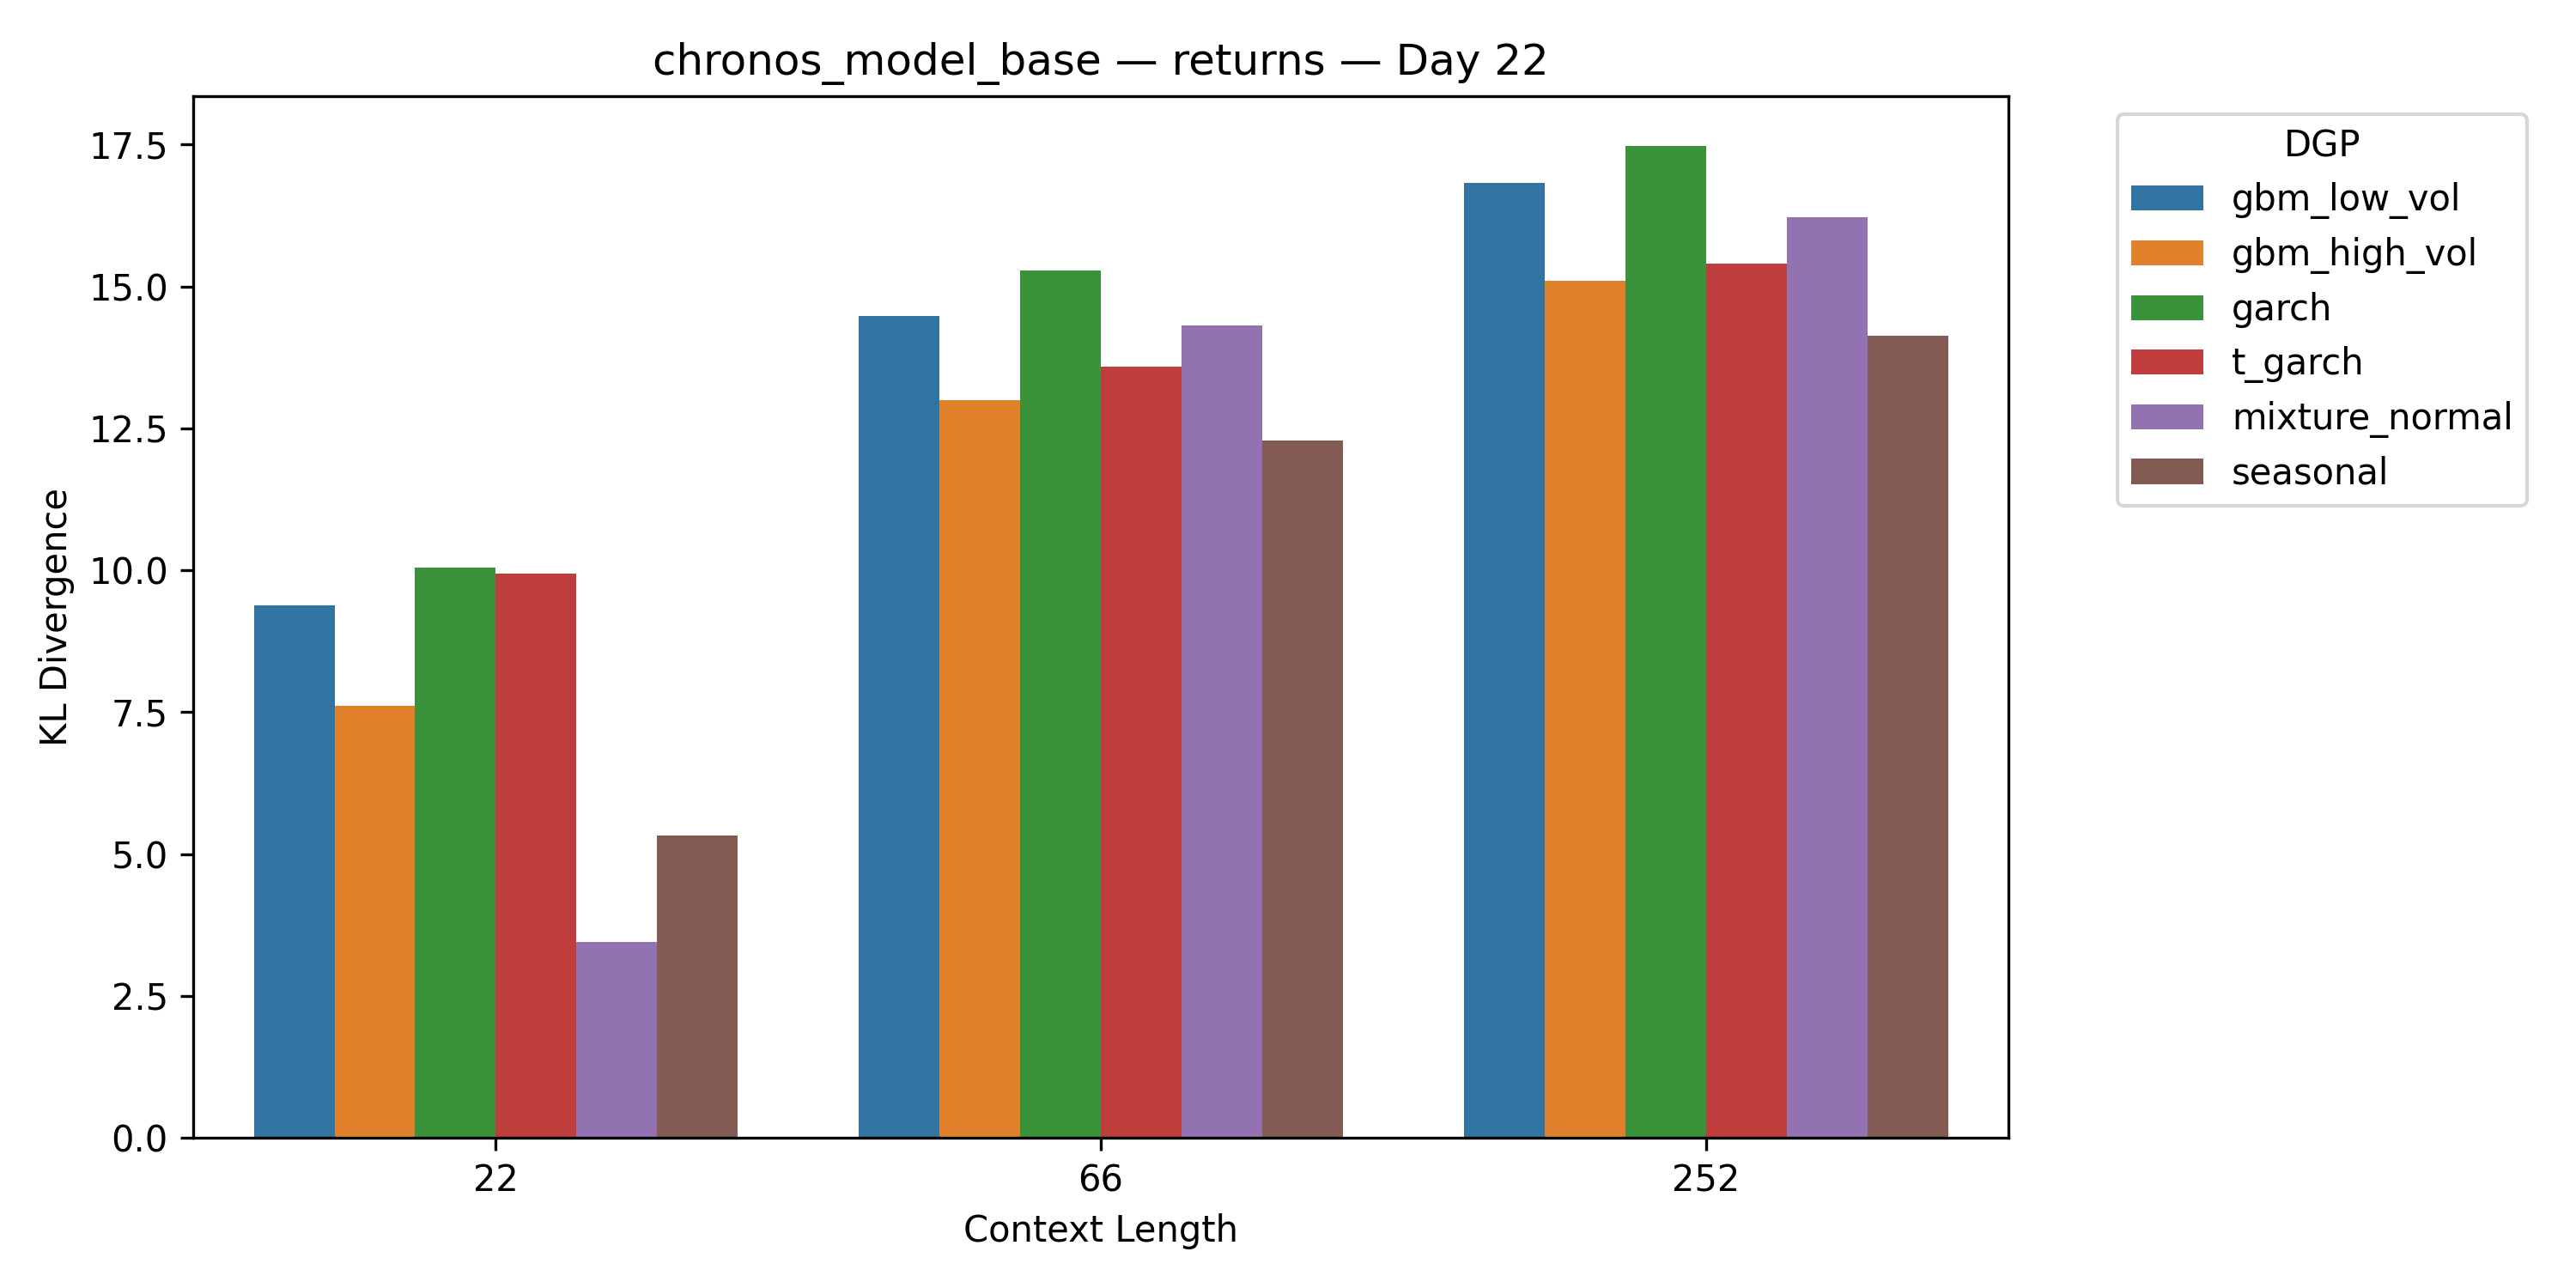 chronos_model_base — returns — Day 22
KL Divergence
17.5
15.0
12.5
10.0
7.5
5.0
2.5
0.0
22
66
252
Context Length
DGP
gbm_low_vol
gbm_high_vol
garch
t_garch
mixture_normal
seasonal